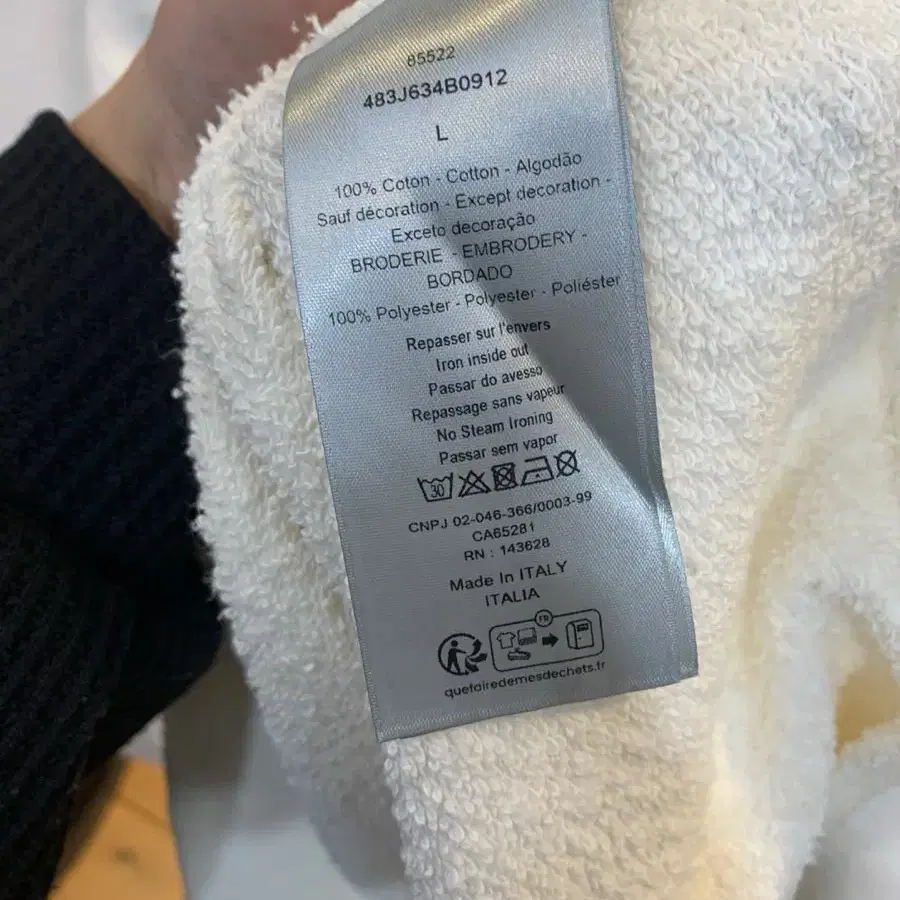 85522
483J634B0912
L
100% Coton - Cotton - Algodão
Sauf décoration - Except decoration -
Exceto decoração
BRODERIE - EMBRODERY -
BORDADO
100% Polyester - Polyester - Poliéster
Repasser sur l'envers
Iron inside out
Passar do avesso
Repassage sans vapeur
No Steam Ironing
Passar sem vapor
30
CNPJ 02-046-366/0003-99
CA65281
RN : 143628
Made In ITALY
ITALIA
FR
quefairedemesdechets.fr